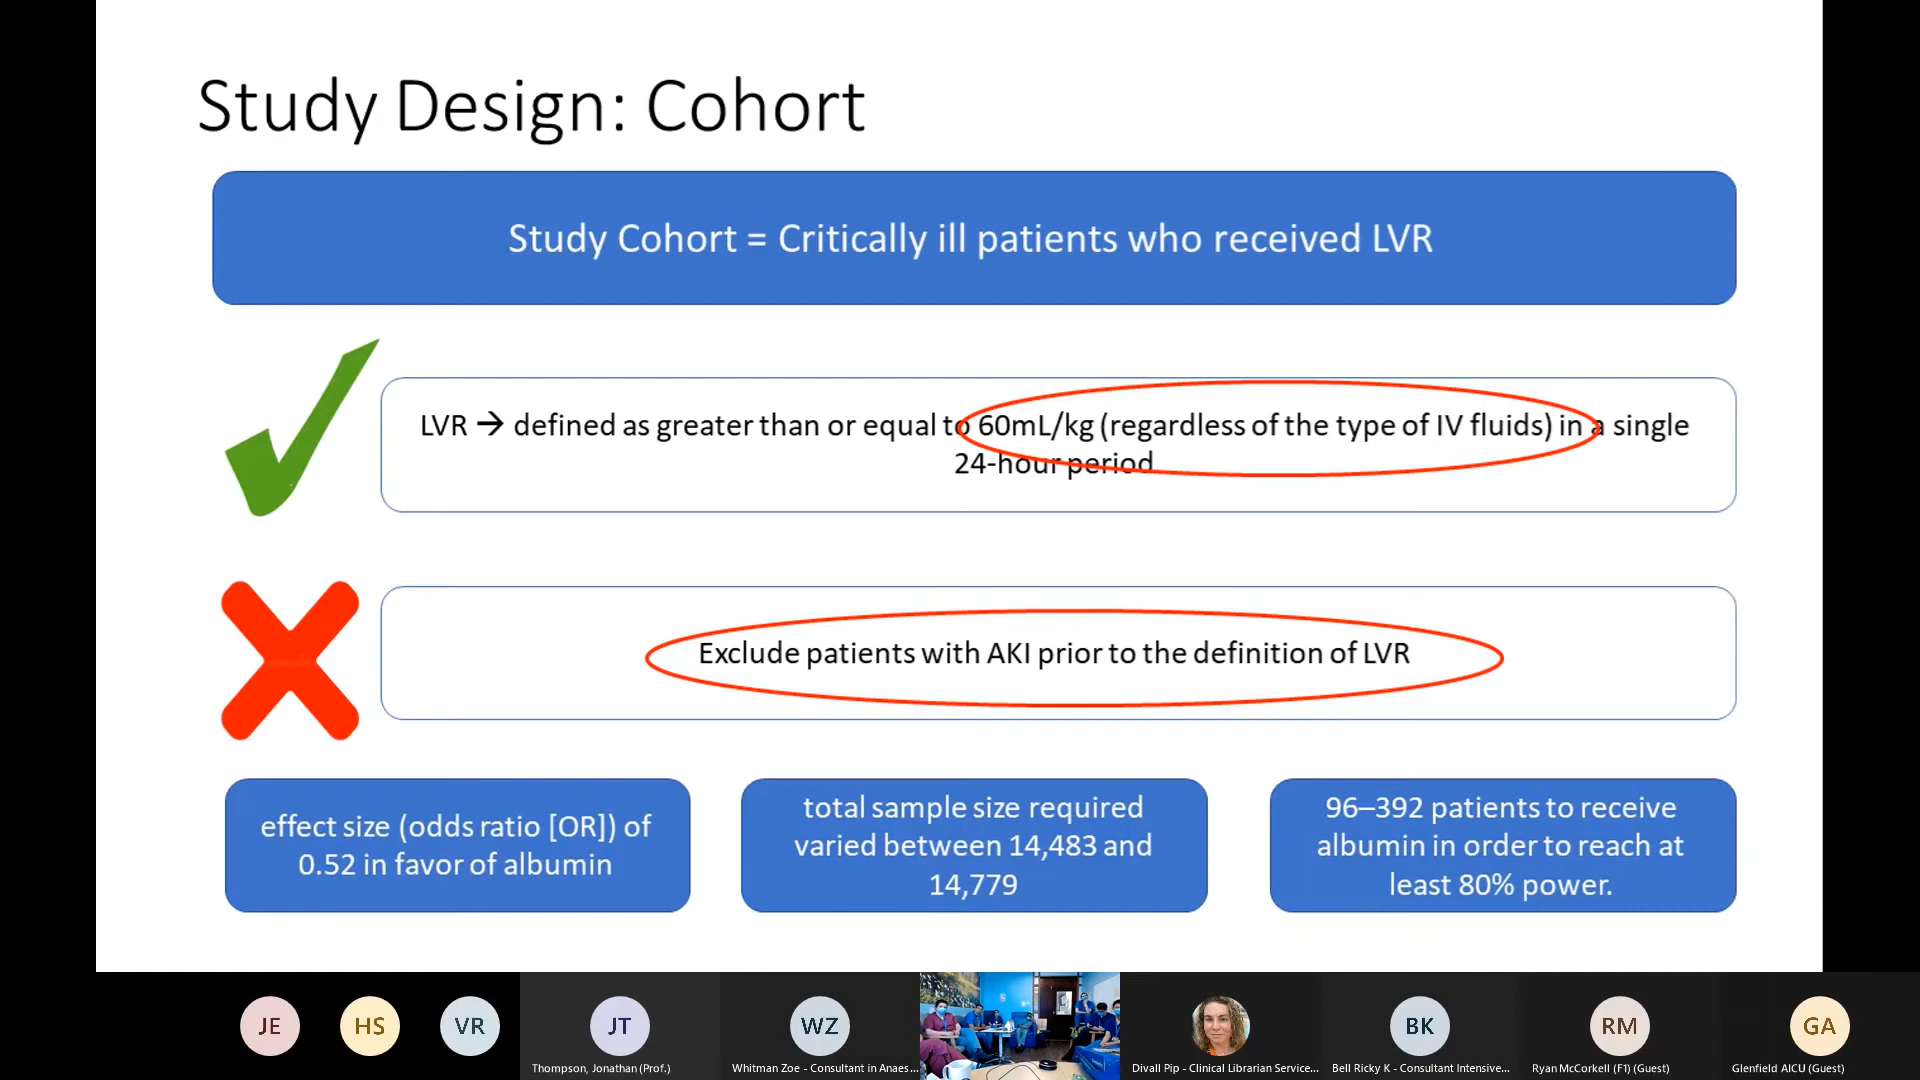 Study Design: Cohort
Study Cohort = Critically ill patients who received LVR
LVR → defined as greater than or equal to 60mL/kg (regardless of the type of IV fluids) in a single
24-hour period
Exclude patients with AKI prior to the definition of LVR
effect size (odds ratio [OR]) of
0.52 in favor of albumin
total sample size required
varied between 14,483 and
14,779
96–392 patients to receive
albumin in order to reach at
least 80% power.
JE
HS
VR
JT
WZ
BK
RM
GA
Thompson, Jonathan (Prof.)
Whitman Zoe - Consultant in Anaes...
Divall Pip - Clinical Librarian Service...
Bell Ricky K - Consultant Intensive...
Ryan McCorkell (F1) (Guest)
Glenfield AICU (Guest)